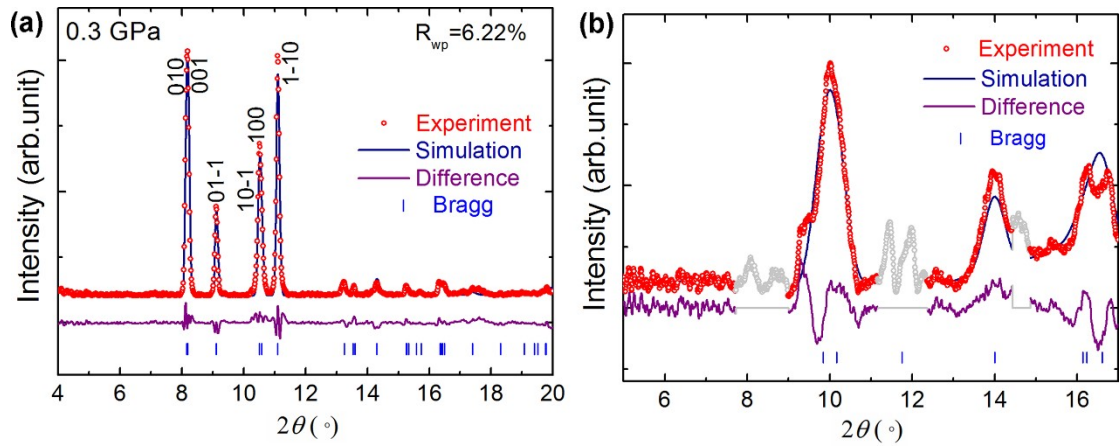 (a)
0.3 GPa
R_wp=6.22%
010
001
01-1
10-1
100
1-10
Experiment
Simulation
Difference
Bragg
Intensity (arb.unit)
4 6 8 10 12 14 16 18 20
2θ (°)
(b)
Experiment
Simulation
Difference
Bragg
Intensity (arb.unit)
6 8 10 12 14 16
2θ (°)